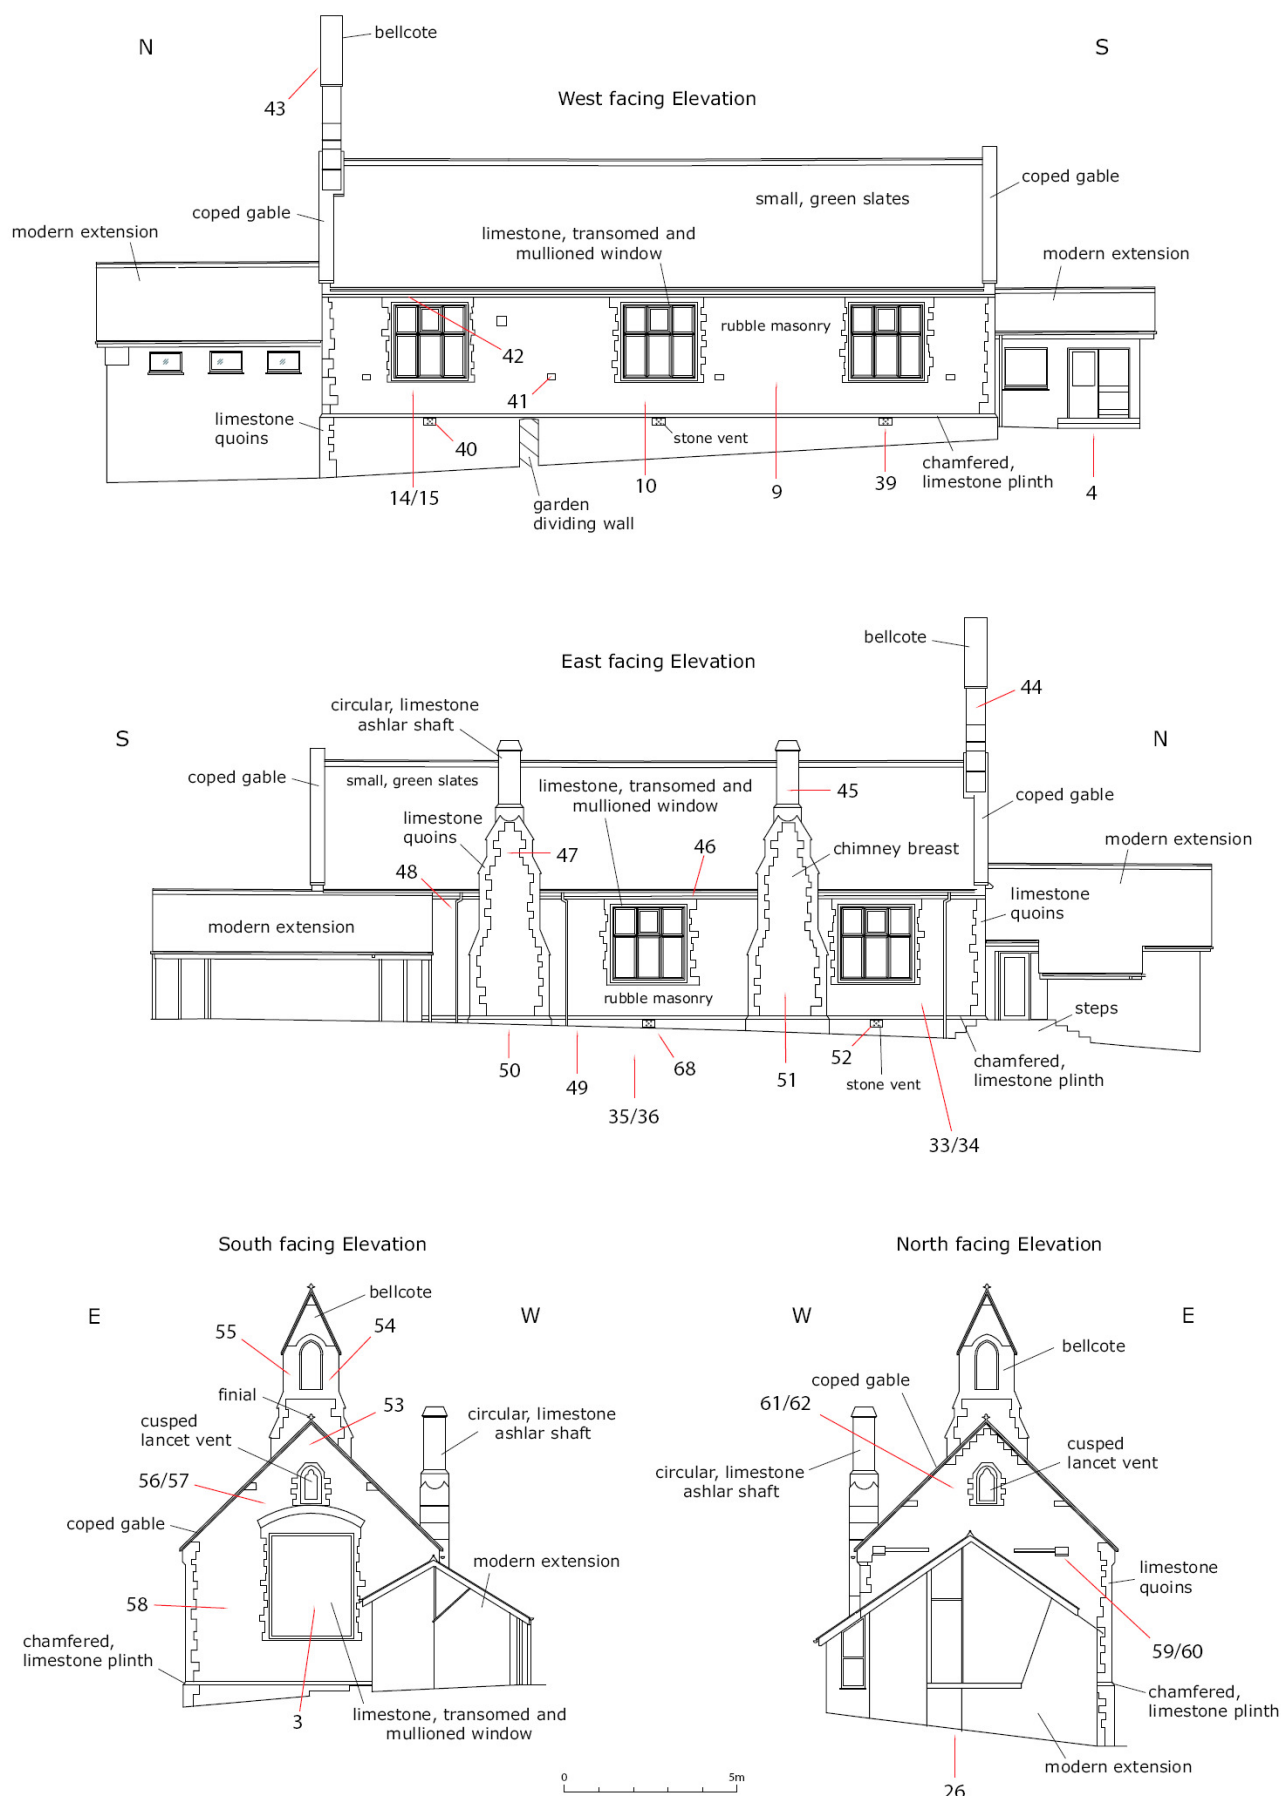 N
bellcote
S
43
West facing Elevation
coped gable
small, green slates
coped gable
modern extension
limestone, transomed and
mullioned window
modern extension
rubble masonry
42
41
limestone
quoins
40
stone vent
chamfered,
limestone plinth
14/15
10
9
39
4
garden
dividing wall
bellcote
East facing Elevation
44
circular, limestone
ashlar shaft
S
N
coped gable
small, green slates
limestone, transomed and
mullioned window
45
coped gable
limestone
quoins
47
46
chimney breast
modern extension
48
limestone
quoins
modern extension
rubble masonry
steps
50
49
68
51
52
stone vent
chamfered,
limestone plinth
35/36
33/34
South facing Elevation
E
bellcote
W
55
54
finial
53
cusped
lancet vent
circular, limestone
ashlar shaft
56/57
coped gable
modern extension
58
chamfered,
limestone plinth
3
limestone, transomed and
mullioned window
North facing Elevation
W
E
bellcote
coped gable
61/62
cusped
lancet vent
circular, limestone
ashlar shaft
limestone
quoins
59/60
chamfered,
limestone plinth
modern extension
26
0
5m